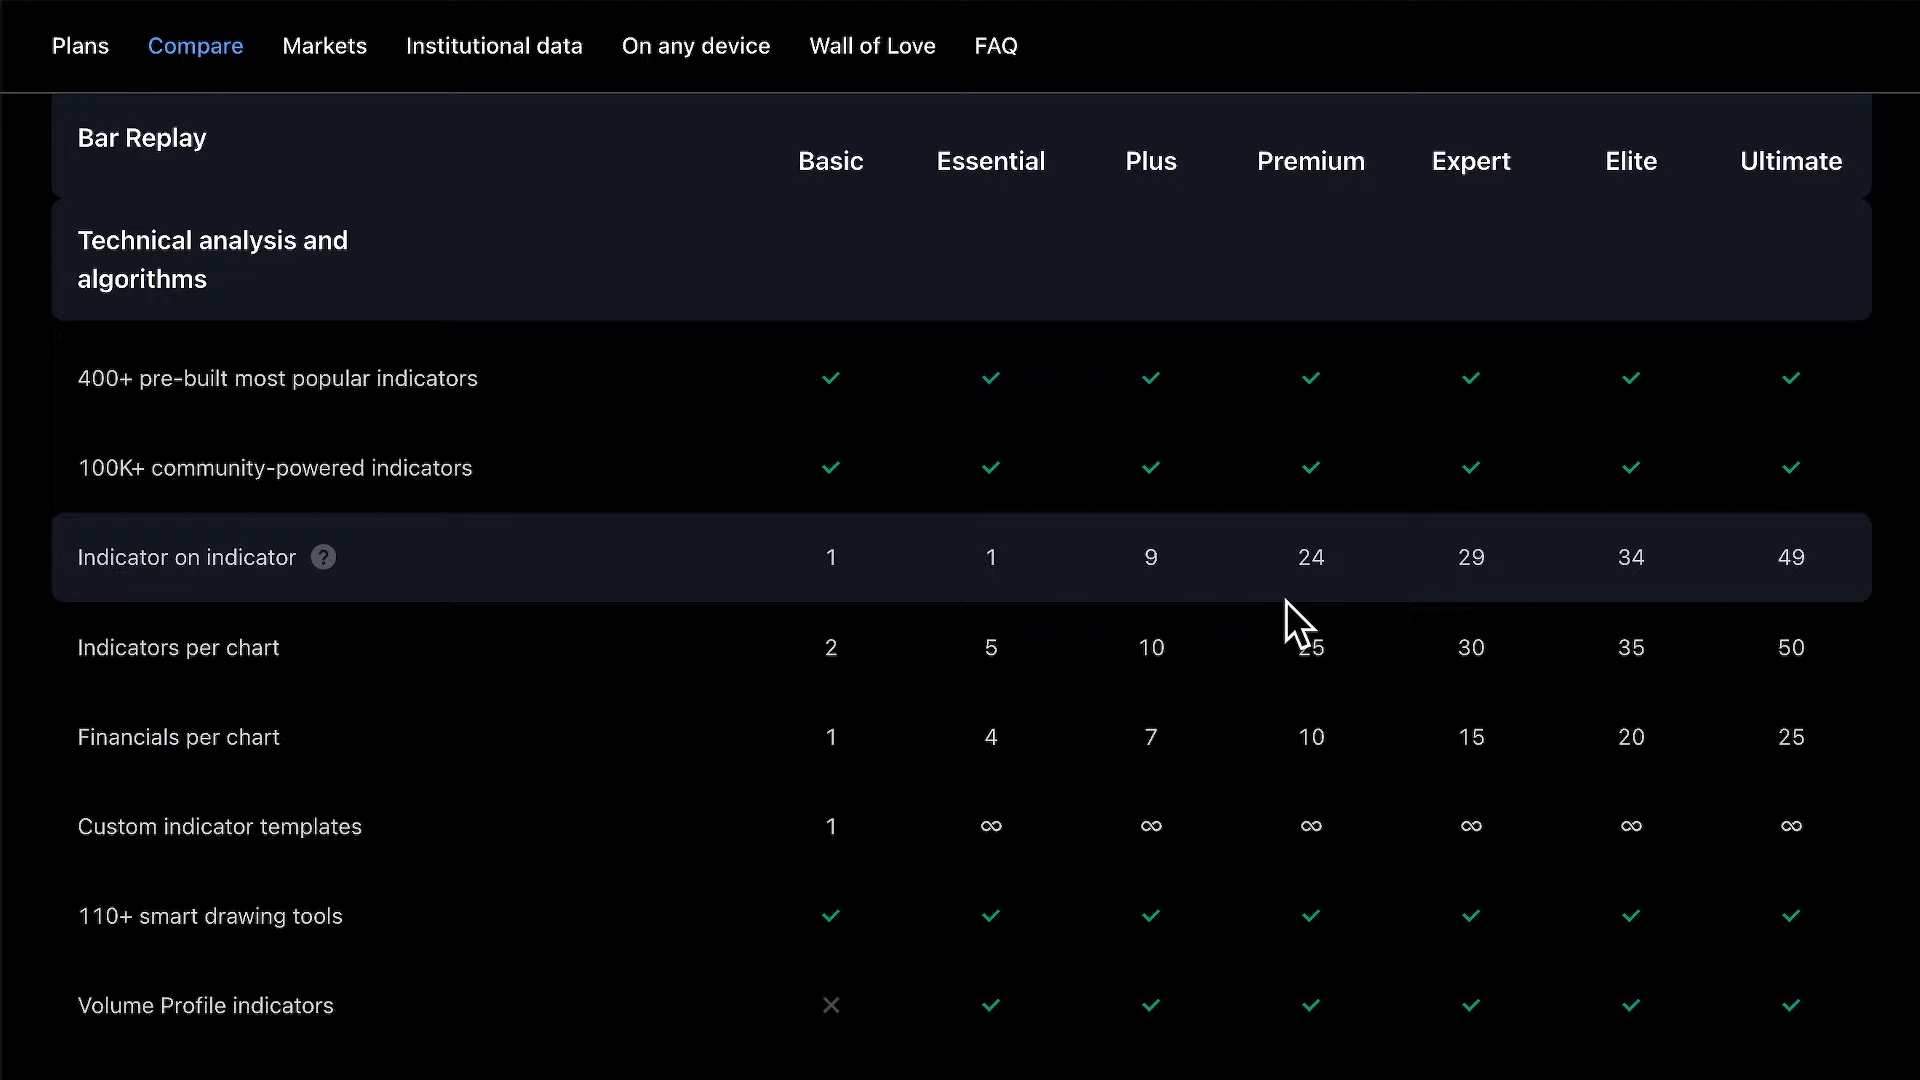 Plans Compare Markets Institutional data On any device Wall of Love FAQ
Bar Replay
Basic Essential Plus Premium Expert Elite Ultimate
Technical analysis and
algorithms
400+ pre-built most popular indicators ✓ ✓ ✓ ✓ ✓ ✓ ✓
100K+ community-powered indicators ✓ ✓ ✓ ✓ ✓ ✓ ✓
Indicator on indicator ? 1 1 9 24 29 34 49
Indicators per chart 2 5 10 25 30 35 50
Financials per chart 1 4 7 10 15 20 25
Custom indicator templates 1 ∞ ∞ ∞ ∞ ∞ ∞
110+ smart drawing tools ✓ ✓ ✓ ✓ ✓ ✓ ✓
Volume Profile indicators ✕ ✓ ✓ ✓ ✓ ✓ ✓